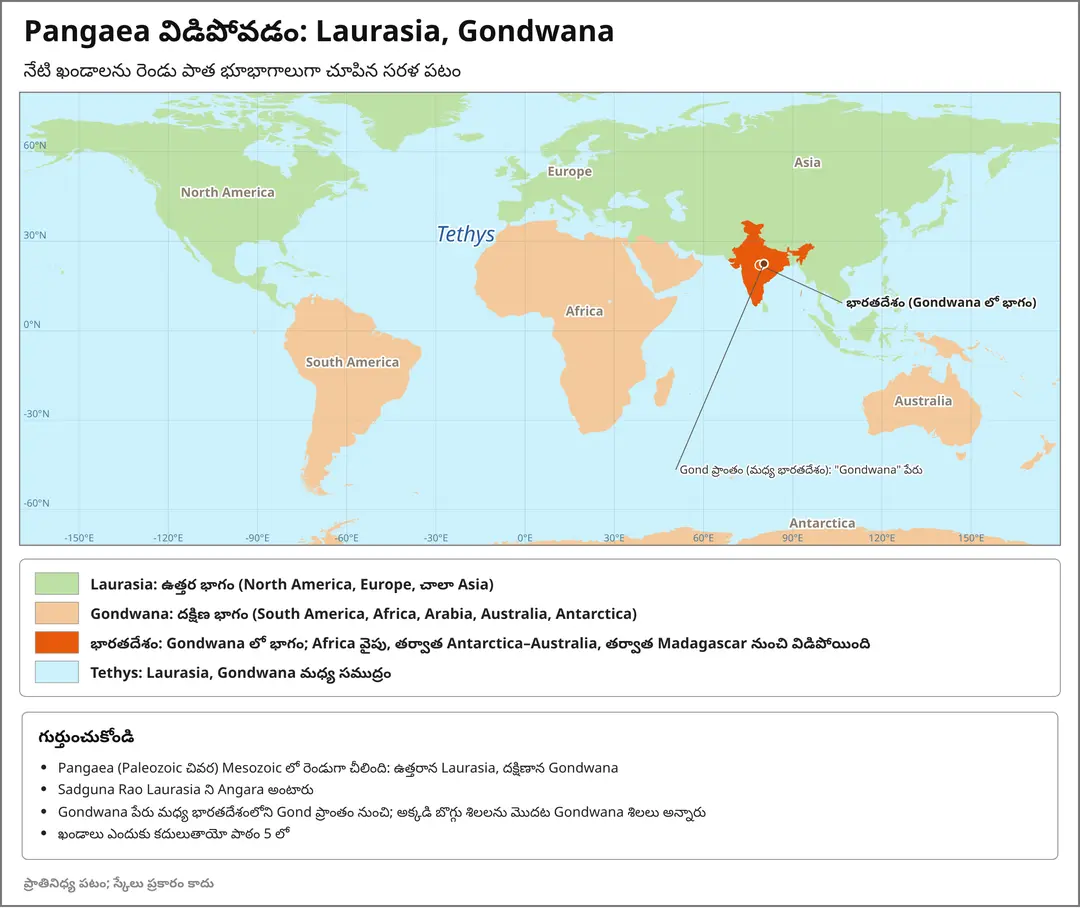 Pangaea విడిపోవడం: Laurasia, Gondwana
నేటి ఖండాలను రెండు పాత భూభాగాలుగా చూపిన సరళ పటం
60°N
30°N
0°N
-30°N
-60°N
North America
Europe
Asia
Tethys
Africa
South America
భారతదేశం (Gondwana లో భాగం)
Australia
Gond ప్రాంతం (మధ్య భారతదేశం): "Gondwana" పేరు
Antarctica
-150°E -120°E -90°E -60°E -30°E 0°E 30°E 60°E 90°E 120°E 150°E
Laurasia: ఉత్తర భాగం (North America, Europe, చాలా Asia)
Gondwana: దక్షిణ భాగం (South America, Africa, Arabia, Australia, Antarctica)
భారతదేశం: Gondwana లో భాగం; Africa వైపు, తర్వాత Antarctica–Australia, తర్వాత Madagascar నుంచి విడిపోయింది
Tethys: Laurasia, Gondwana మధ్య సముద్రం
గుర్తుంచుకోండి
• Pangaea (Paleozoic చివర) Mesozoic లో రెండుగా చీలింది: ఉత్తరాన Laurasia, దక్షిణాన Gondwana
• Sadguna Rao Laurasia ని Angara అంటారు
• Gondwana పేరు మధ్య భారతదేశంలోని Gond ప్రాంతం నుంచి; అక్కడి బొగ్గు శిలలను మొదట Gondwana శిలలు అన్నారు
• ఖండాలు ఎందుకు కదులుతాయో పాఠం 5 లో
ప్రాతినిధ్య పటం; స్కేలు ప్రకారం కాదు